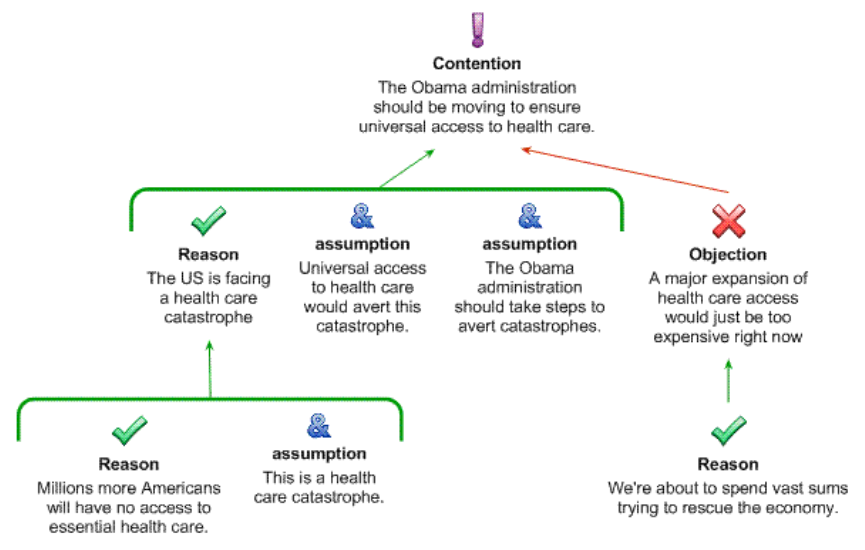 Contention
The Obama administration
should be moving to ensure
universal access to health care.
Reason
The US is facing
a health care
catastrophe
&
assumption
Universal access
to health care
would avert this
catastrophe.
&
assumption
The Obama
administration
should take steps to
avert catastrophes.
Objection
A major expansion of
health care access
would just be too
expensive right now
Reason
Millions more Americans
will have no access to
essential health care.
&
assumption
This is a health
care catastrophe.
Reason
We're about to spend vast sums
trying to rescue the economy.